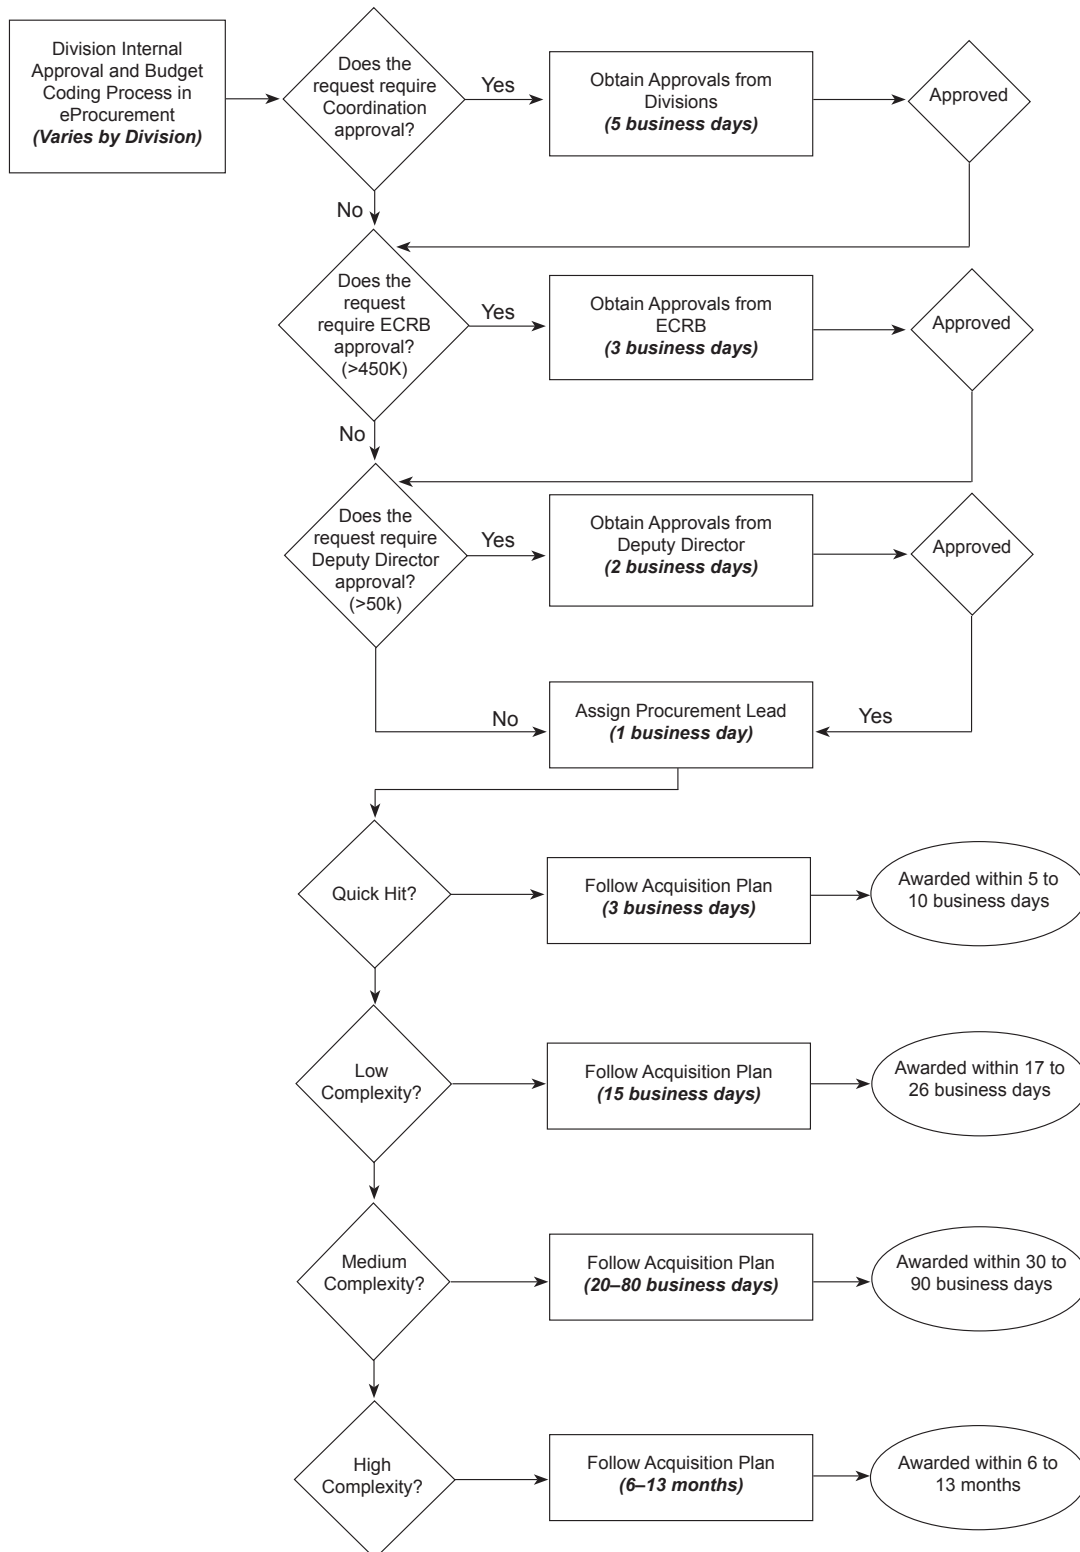 Division Internal
Approval and Budget
Coding Process in
eProcurement
(Varies by Division)
Does the
request require
Coordination
approval?
Yes
Obtain Approvals from
Divisions
(5 business days)
Approved
No
Does the
request
require ECRB
approval?
(>450K)
Yes
Obtain Approvals from
ECRB
(3 business days)
Approved
No
Does the
request require
Deputy Director
approval?
(>50k)
Yes
Obtain Approvals from
Deputy Director
(2 business days)
Approved
No
Assign Procurement Lead
(1 business day)
Yes
Quick Hit?
Follow Acquisition Plan
(3 business days)
Awarded within 5 to
10 business days
Low
Complexity?
Follow Acquisition Plan
(15 business days)
Awarded within 17 to
26 business days
Medium
Complexity?
Follow Acquisition Plan
(20–80 business days)
Awarded within 30 to
90 business days
High
Complexity?
Follow Acquisition Plan
(6–13 months)
Awarded within 6 to
13 months